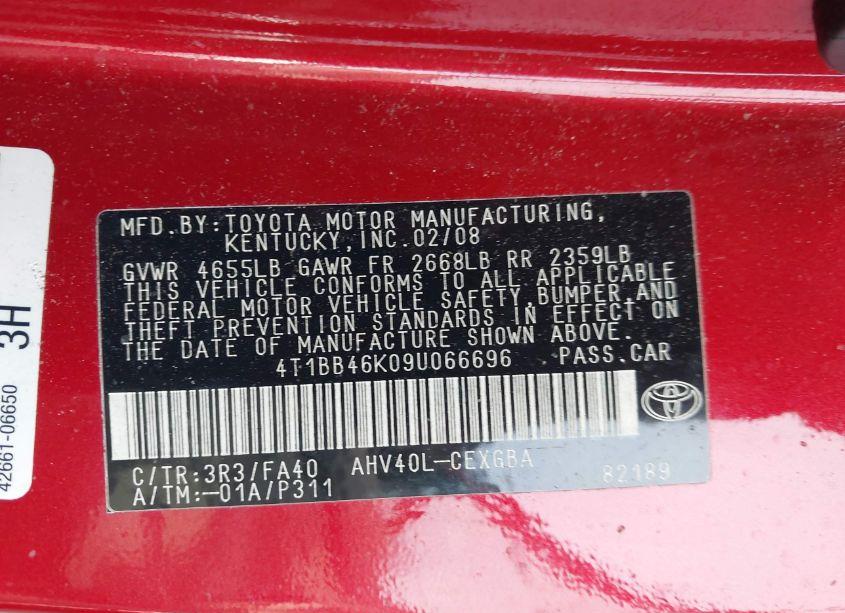 MFD.BY:TOYOTA MOTOR MANUFACTURING,
KENTUCKY,INC.02/08
GVWR 4655LB GAWR FR 2668LB RR 2359LB
THIS VEHICLE CONFORMS TO ALL APPLICABLE
FEDERAL MOTOR VEHICLE SAFETY,BUMPER,AND
THEFT PREVENTION STANDARDS IN EFFECT ON
THE DATE OF MANUFACTURE SHOWN ABOVE.
4T1BB46K09U066696 PASS.CAR
C/TR:3R3/FA40 AHV40L-CEXGBA 82189
A/TM:-01A/P311
42661-06650 3H